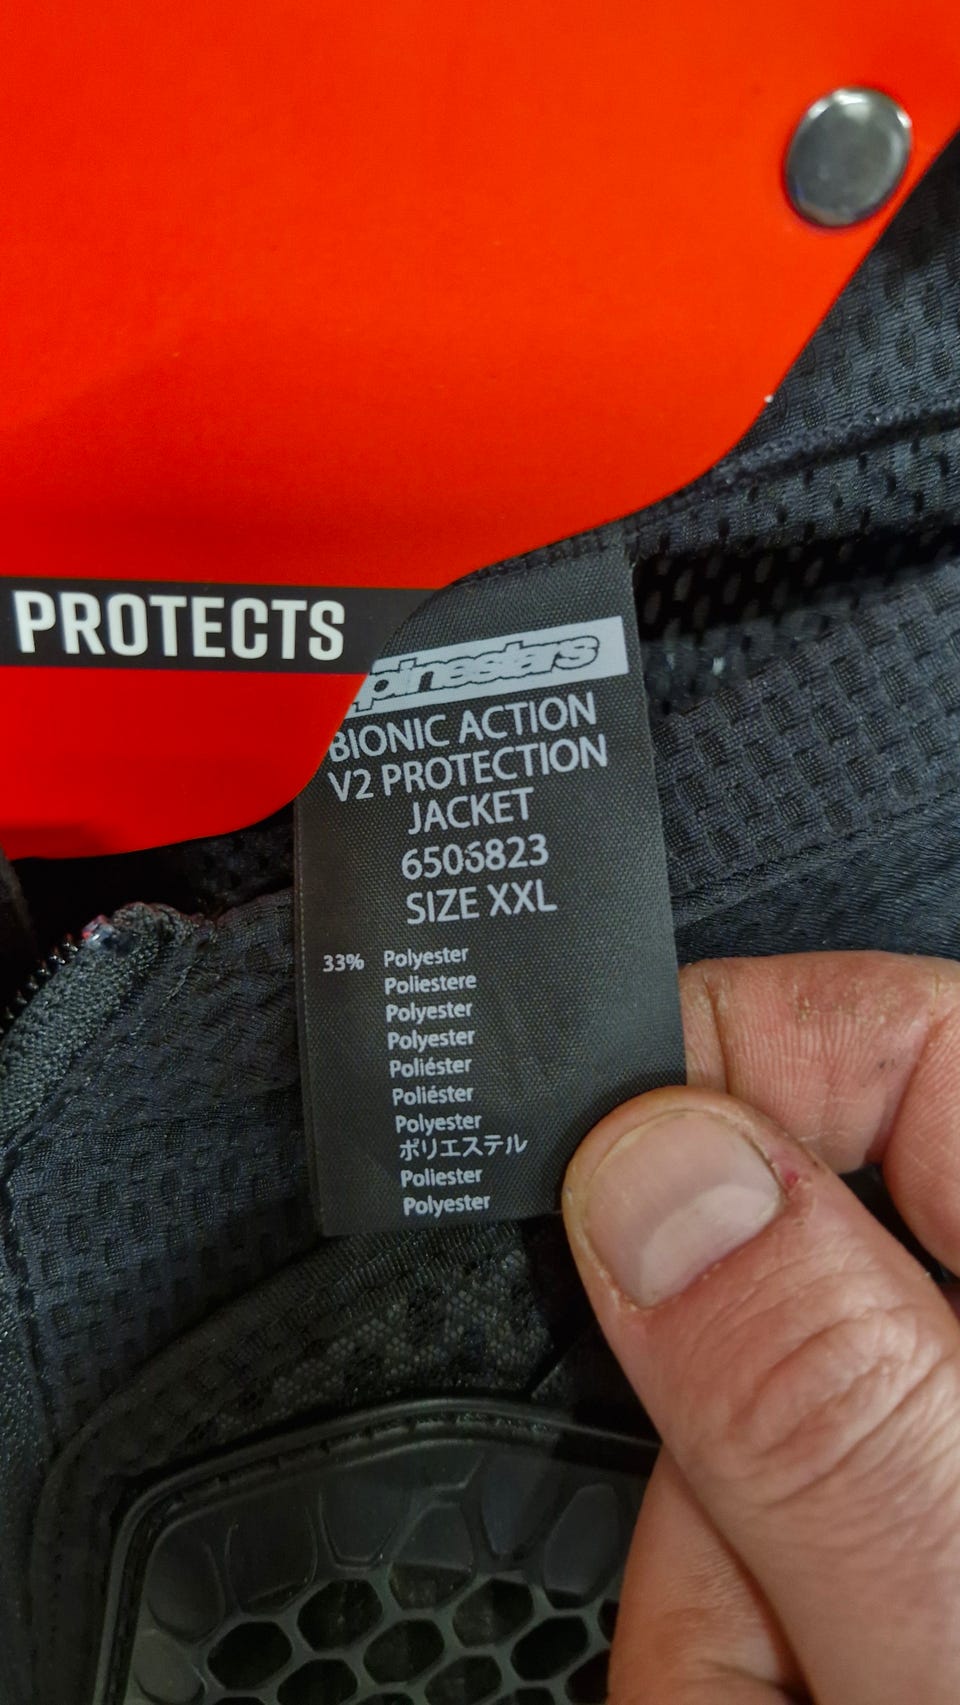 PROTECTS
alpinestars
BIONIC ACTION
V2 PROTECTION
JACKET
6506823
SIZE XXL
33% Polyester
Poliestere
Polyester
Polyester
Poliéster
Poliéster
Polyester
ポリエステル
Poliester
Polyester